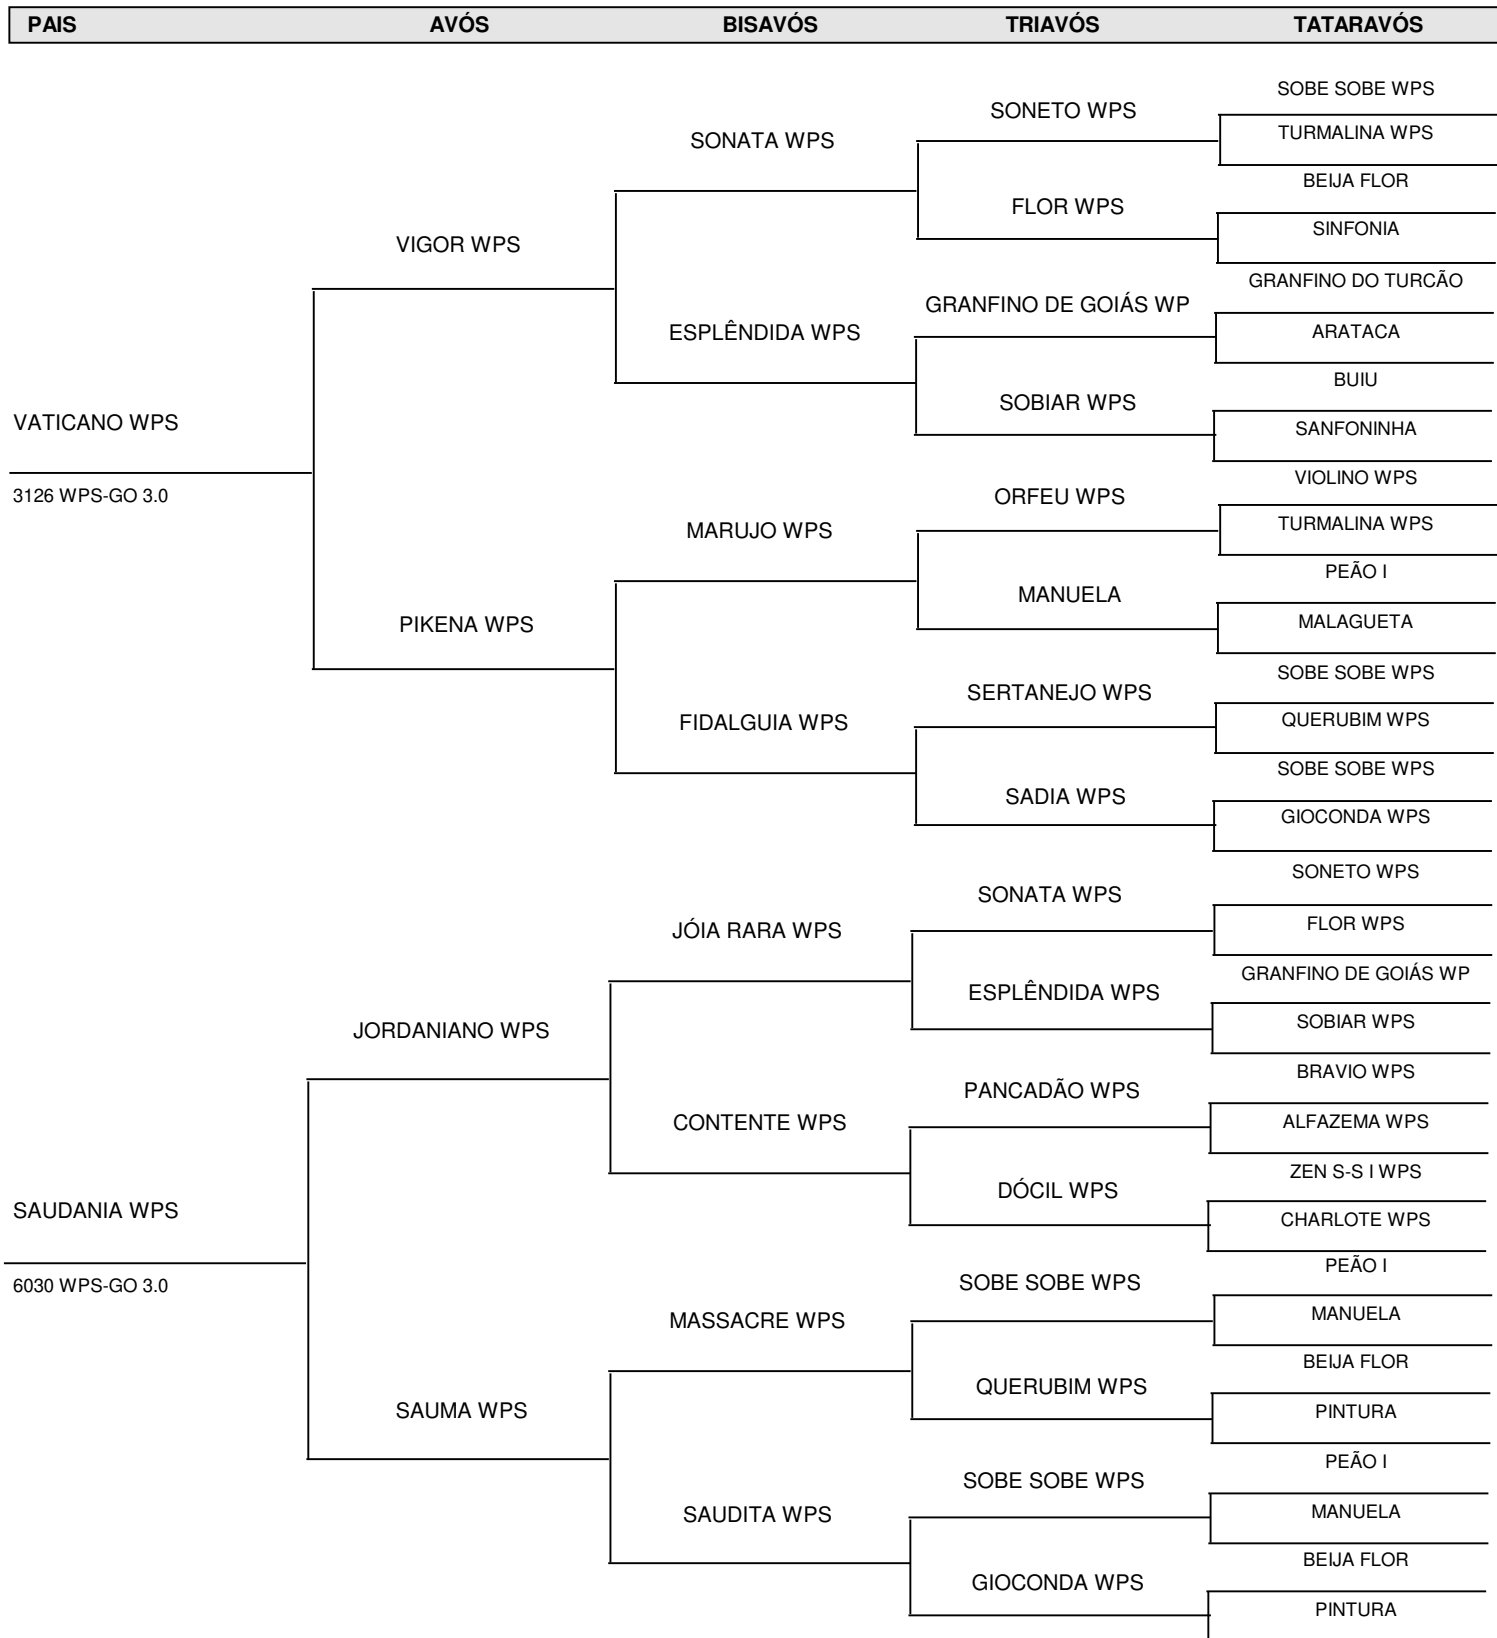 PAIS AVÓS BISAVÓS TRIAVÓS TATARAVÓS
SOBE SOBE WPS
SONETO WPS
TURMALINA WPS
SONATA WPS
BEIJA FLOR
FLOR WPS
SINFONIA
VIGOR WPS
GRANFINO DO TURCÃO
GRANFINO DE GOIÁS WP
ARATACA
ESPLÊNDIDA WPS
BUIU
SOBIAR WPS
VATICANO WPS
SANFONINHA
VIOLINO WPS
3126 WPS-GO 3.0
ORFEU WPS
TURMALINA WPS
MARUJO WPS
PEÃO I
MANUELA
MALAGUETA
PIKENA WPS
SOBE SOBE WPS
SERTANEJO WPS
QUERUBIM WPS
FIDALGUIA WPS
SOBE SOBE WPS
SADIA WPS
GIOCONDA WPS
SONETO WPS
SONATA WPS
FLOR WPS
JÓIA RARA WPS
GRANFINO DE GOIÁS WP
ESPLÊNDIDA WPS
SOBIAR WPS
JORDANIANO WPS
BRAVIO WPS
PANCADÃO WPS
ALFAZEMA WPS
CONTENTE WPS
ZEN S-S I WPS
DÓCIL WPS
SAUDANIA WPS
CHARLOTE WPS
PEÃO I
SOBE SOBE WPS
6030 WPS-GO 3.0
MANUELA
MASSACRE WPS
BEIJA FLOR
QUERUBIM WPS
SAUMA WPS
PINTURA
PEÃO I
SOBE SOBE WPS
MANUELA
SAUDITA WPS
BEIJA FLOR
GIOCONDA WPS
PINTURA